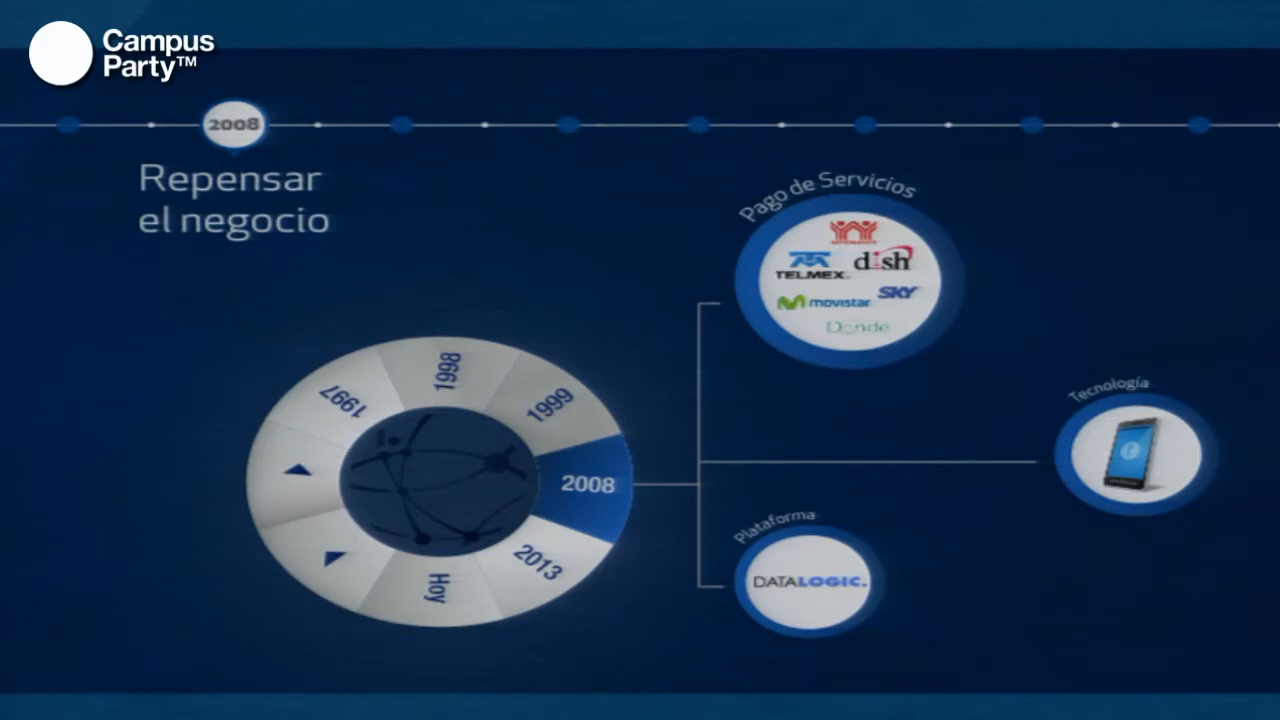 Campus
Party™
2008
Repensar
el negocio
Pago de Servicios
INFONAVIT
TELMEX
dish
movistar
SKY
Dónde
1997
1998
1999
2008
2013
Hoy
Tecnología
Plataforma
DATALOGIC.